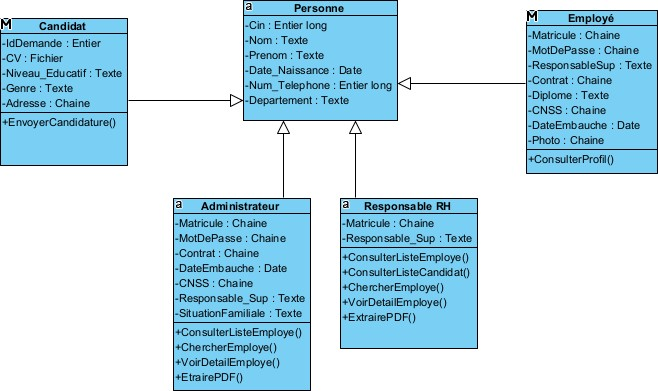 M
Candidat
-IdDemande : Entier
-CV : Fichier
-Niveau_Educatif : Texte
-Genre : Texte
-Adresse : Chaine
+EnvoyerCandidature()
a
Personne
-Cin : Entier long
-Nom : Texte
-Prenom : Texte
-Date_Naissance : Date
-Num_Telephone : Entier long
-Departement : Texte
M
Employé
-Matricule : Chaine
-MotDePasse : Chaine
-ResponsableSup : Texte
-Contrat : Chaine
-Diplome : Texte
-CNSS : Chaine
-DateEmbauche : Date
-Photo : Chaine
+ConsulterProfil()
a
Administrateur
-Matricule : Chaine
-MotDePasse : Chaine
-Contrat : Chaine
-DateEmbauche : Date
-CNSS : Chaine
-Responsable_Sup : Texte
-SituationFamiliale : Texte
+ConsulterListeEmploye()
+ChercherEmploye()
+VoirDetailEmploye()
+EtrairePDF()
a
Responsable RH
-Matricule : Chaine
-Responsable_Sup : Texte
+ConsulterListeEmploye()
+ConsulterListeCandidat()
+ChercherEmploye()
+VoirDetailEmploye()
+ExtrairePDF()